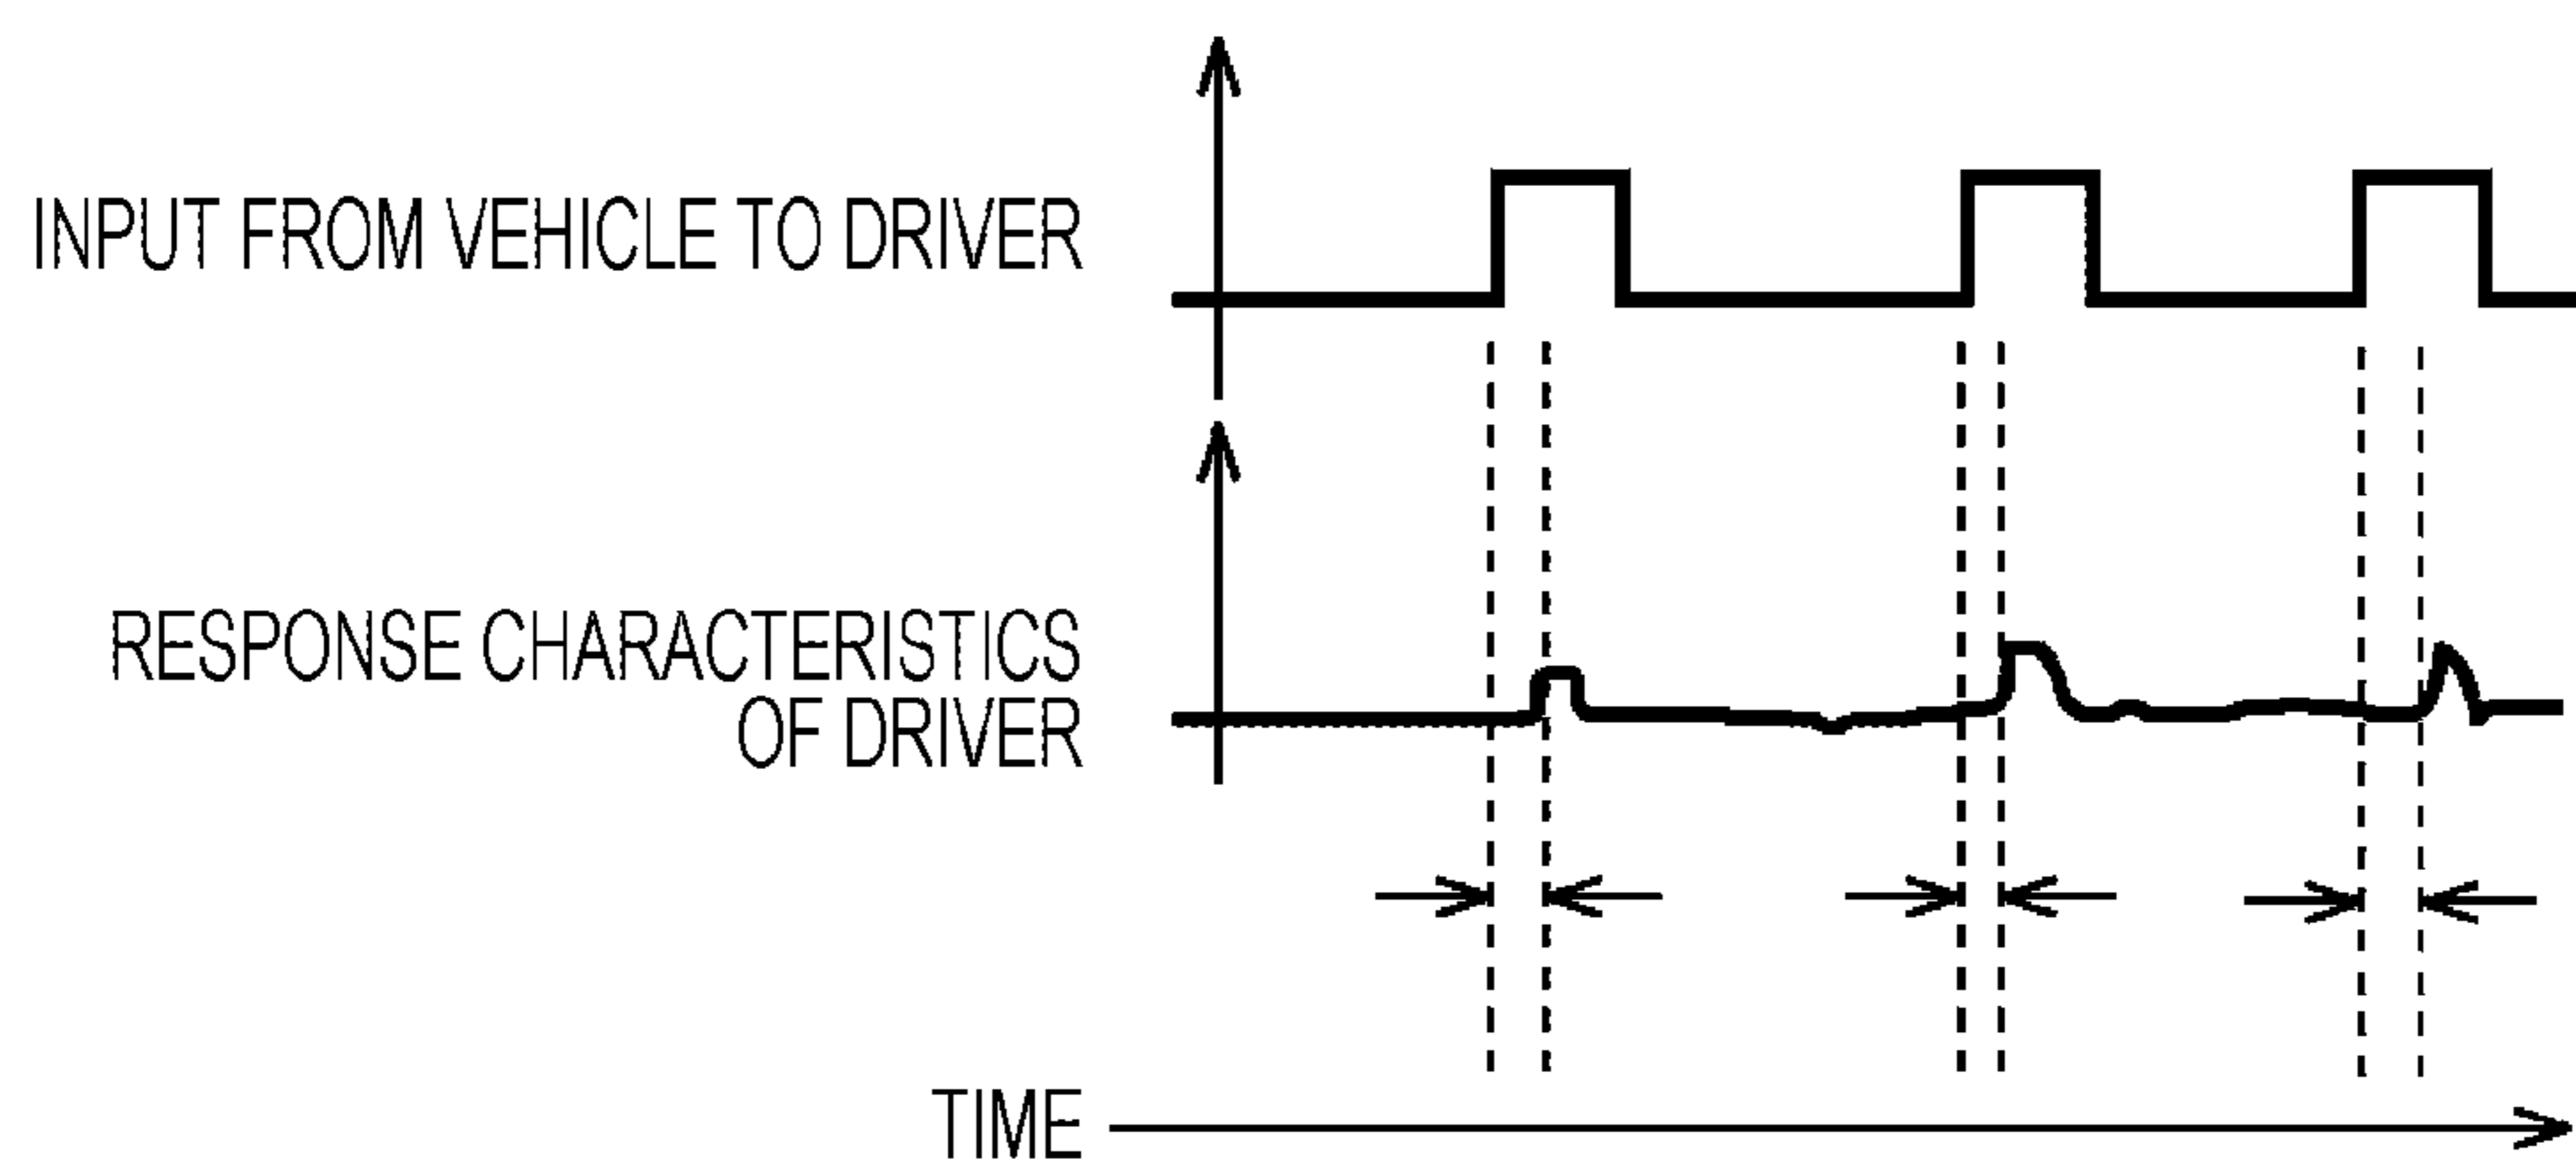 INPUT FROM VEHICLE TO DRIVER
RESPONSE CHARACTERISTICS
OF DRIVER
TIME